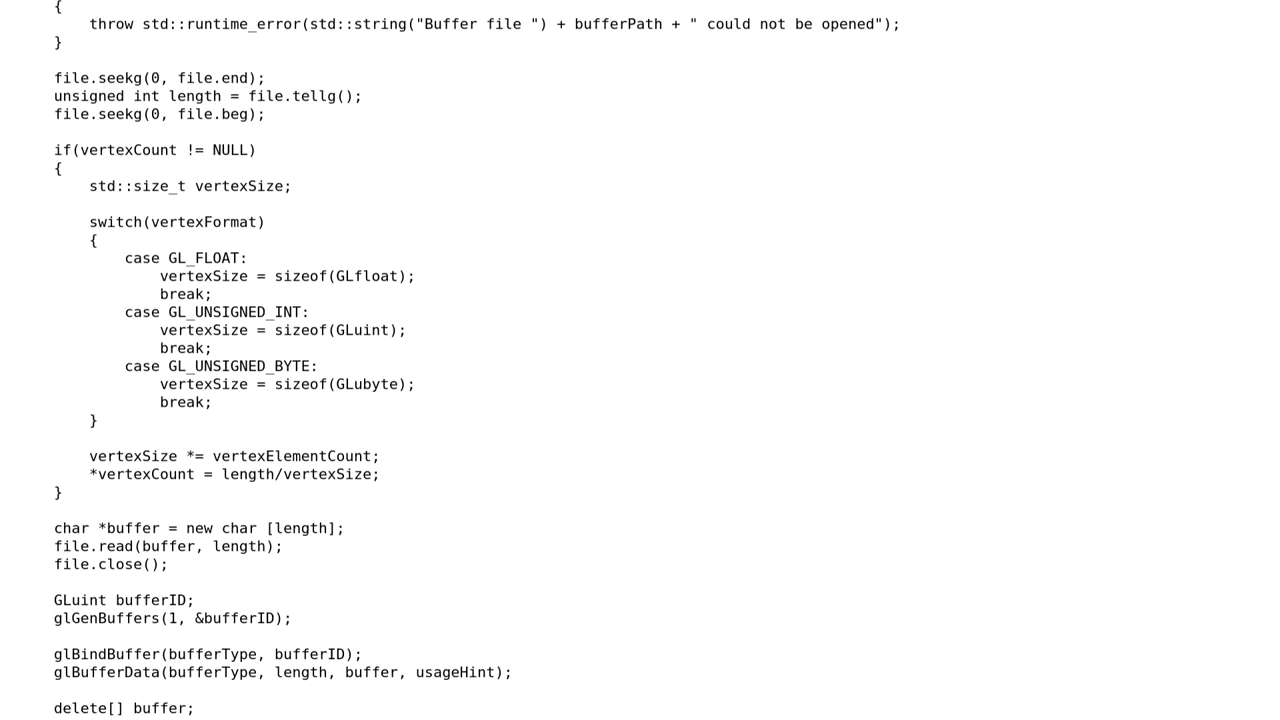 {
    throw std::runtime_error(std::string("Buffer file ") + bufferPath + " could not be opened");
}
file.seekg(0, file.end);
unsigned int length = file.tellg();
file.seekg(0, file.beg);
if(vertexCount != NULL)
{
    std::size_t vertexSize;
    switch(vertexFormat)
    {
        case GL_FLOAT:
            vertexSize = sizeof(GLfloat);
            break;
        case GL_UNSIGNED_INT:
            vertexSize = sizeof(GLuint);
            break;
        case GL_UNSIGNED_BYTE:
            vertexSize = sizeof(GLubyte);
            break;
    }
    vertexSize *= vertexElementCount;
    *vertexCount = length/vertexSize;
}
char *buffer = new char [length];
file.read(buffer, length);
file.close();
GLuint bufferID;
glGenBuffers(1, &bufferID);
glBindBuffer(bufferType, bufferID);
glBufferData(bufferType, length, buffer, usageHint);
delete[] buffer;